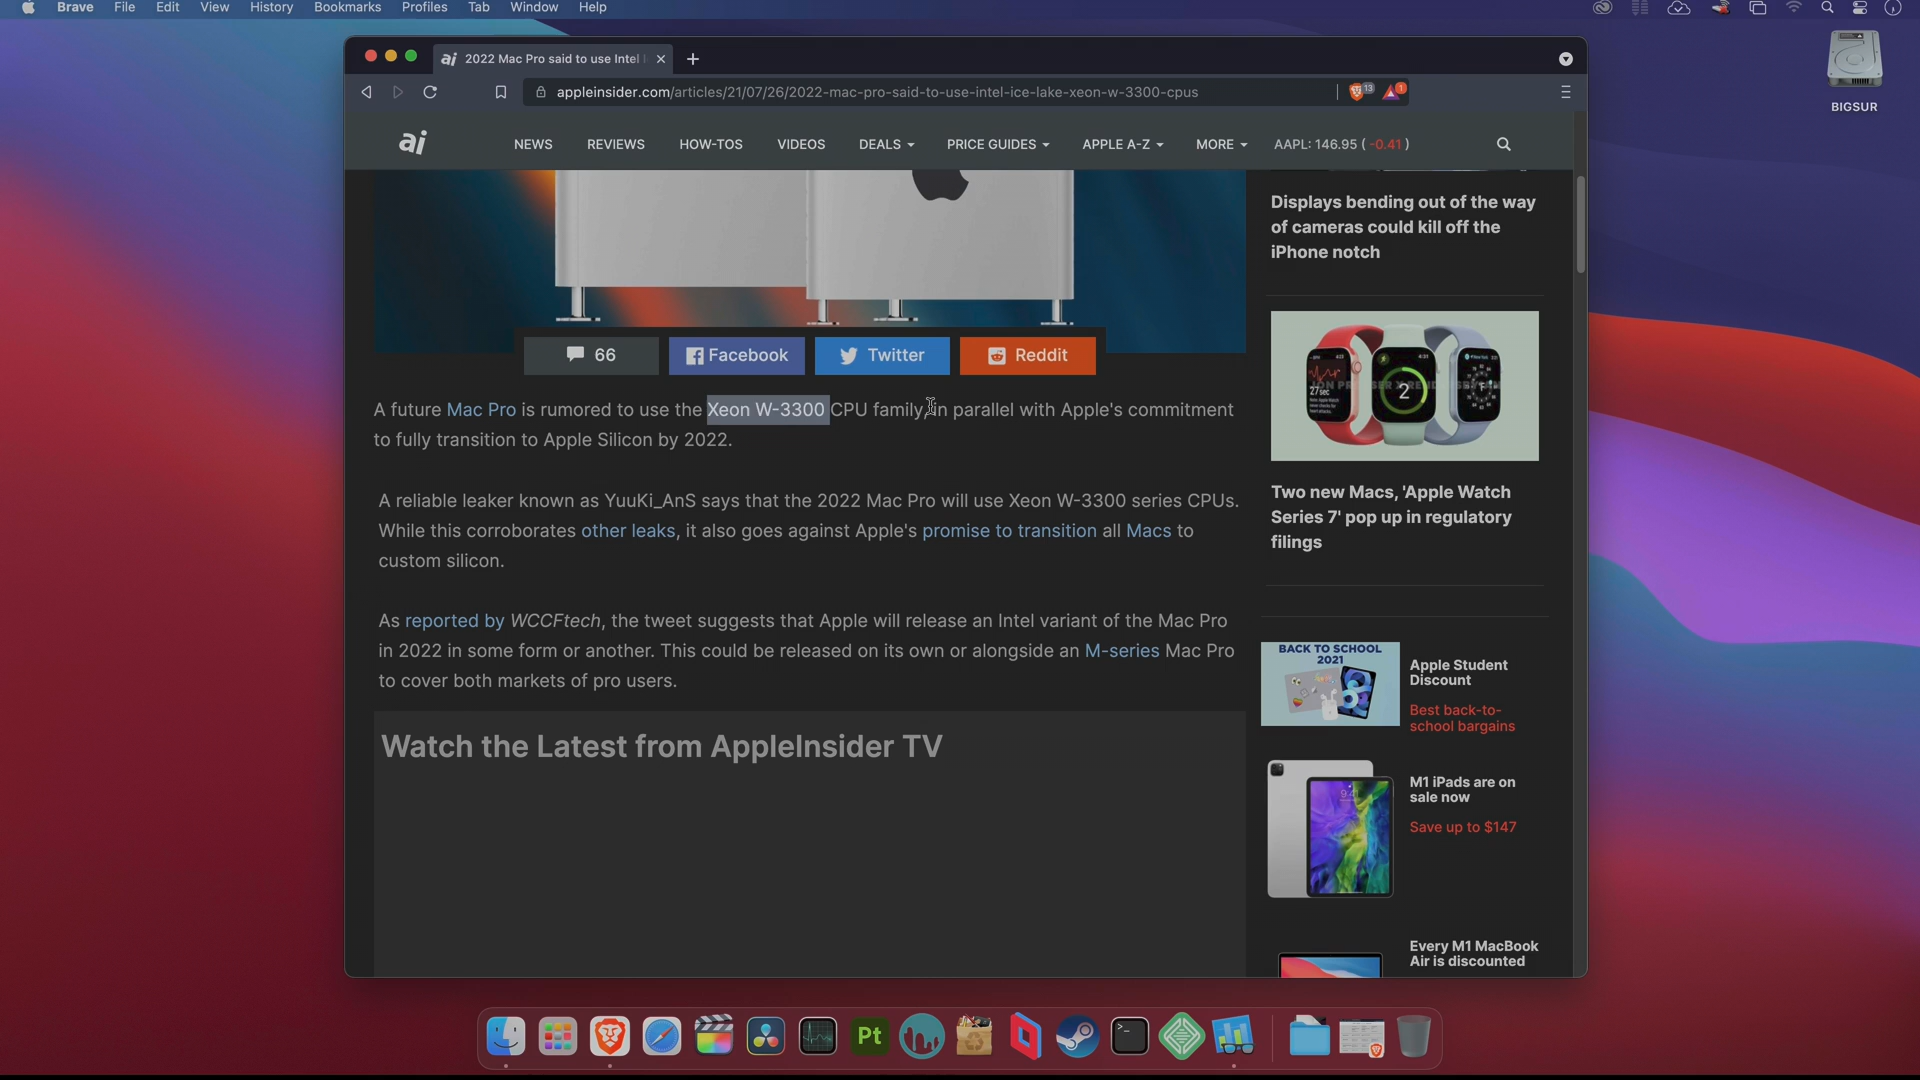 Brave File Edit View History Bookmarks Profiles Tab Window Help
BIGSUR
ai 2022 Mac Pro said to use Intel
appleinsider.com/articles/21/07/26/2022-mac-pro-said-to-use-intel-ice-lake-xeon-w-3300-cpus
13
1
ai NEWS REVIEWS HOW-TOS VIDEOS DEALS PRICE GUIDES APPLE A-Z MORE AAPL: 146.95 ( -0.41 )
66 Facebook Twitter Reddit
A future Mac Pro is rumored to use the Xeon W-3300 CPU family, in parallel with Apple's commitment
to fully transition to Apple Silicon by 2022.
A reliable leaker known as YuuKi_AnS says that the 2022 Mac Pro will use Xeon W-3300 series CPUs.
While this corroborates other leaks, it also goes against Apple's promise to transition all Macs to
custom silicon.
As reported by WCCFtech, the tweet suggests that Apple will release an Intel variant of the Mac Pro
in 2022 in some form or another. This could be released on its own or alongside an M-series Mac Pro
to cover both markets of pro users.
Watch the Latest from AppleInsider TV
Displays bending out of the way
of cameras could kill off the
iPhone notch
2
Two new Macs, 'Apple Watch
Series 7' pop up in regulatory
filings
BACK TO SCHOOL
2021
Apple Student
Discount
Best back-to-
school bargains
9:41
M1 iPads are on
sale now
Save up to $147
Every M1 MacBook
Air is discounted
Pt